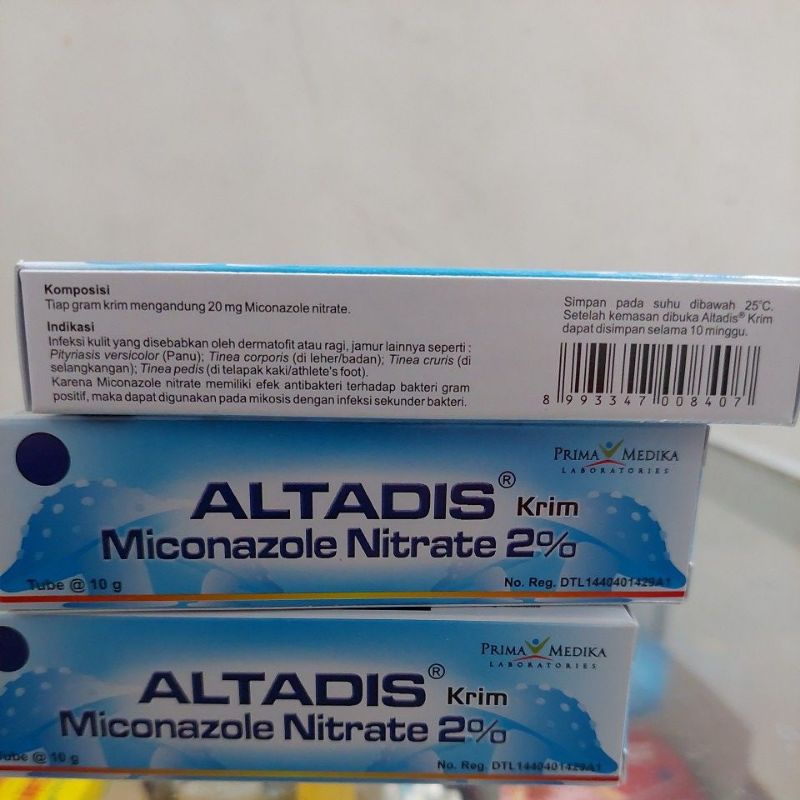 Komposisi
Tiap gram krim mengandung 20 mg Miconazole nitrate.
Indikasi
Infeksi kulit yang disebabkan oleh dermatofit atau ragi, jamur lainnya seperti :
Pityriasis versicolor (Panu); Tinea corporis (di leher/badan); Tinea cruris (di
selangkangan); Tinea pedis (di telapak kaki/athlete's foot).
Karena Miconazole nitrate memiliki efek antibakteri terhadap bakteri gram
positif, maka dapat digunakan pada mikosis dengan infeksi sekunder bakteri.
Simpan pada suhu dibawah 25°C.
Setelah kemasan dibuka Altadis® Krim
dapat disimpan selama 10 minggu.
8 993347 008407
PRIMA MEDIKA
LABORATORIES
ALTADIS® Krim
Miconazole Nitrate 2%
Tube @ 10 g
No. Reg. DTL1440401429A1
PRIMA MEDIKA
LABORATORIES
ALTADIS® Krim
Miconazole Nitrate 2%
Tube @ 10 g
No. Reg. DTL1440401429A1